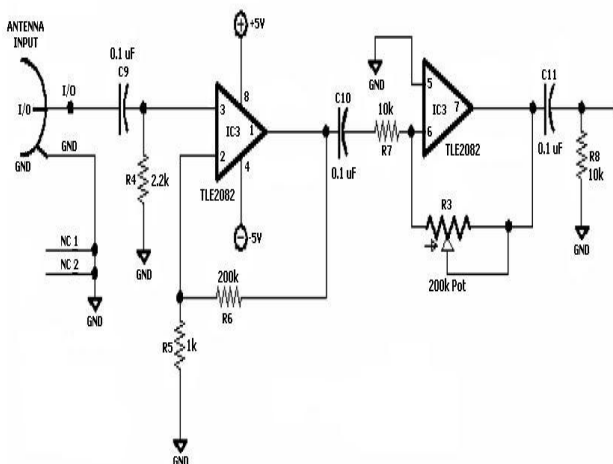 ANTENNA
INPUT
I/O
I/O
GND
GND
NC 1
NC 2
GND
0.1 uF
C9
R4
2.2k
GND
+5V
8
3
IC3
1
2
4
TLE2082
-5V
200k
R6
R5
1k
GND
C10
0.1 uF
10k
R7
GND
5
IC3
7
6
TLE2082
R3
200k Pot
C11
0.1 uF
R8
10k
GND